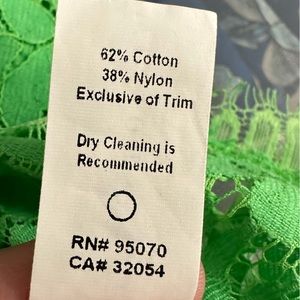 62% Cotton
38% Nylon
Exclusive of Trim
Dry Cleaning is
Recommended
RN# 95070
CA# 32054